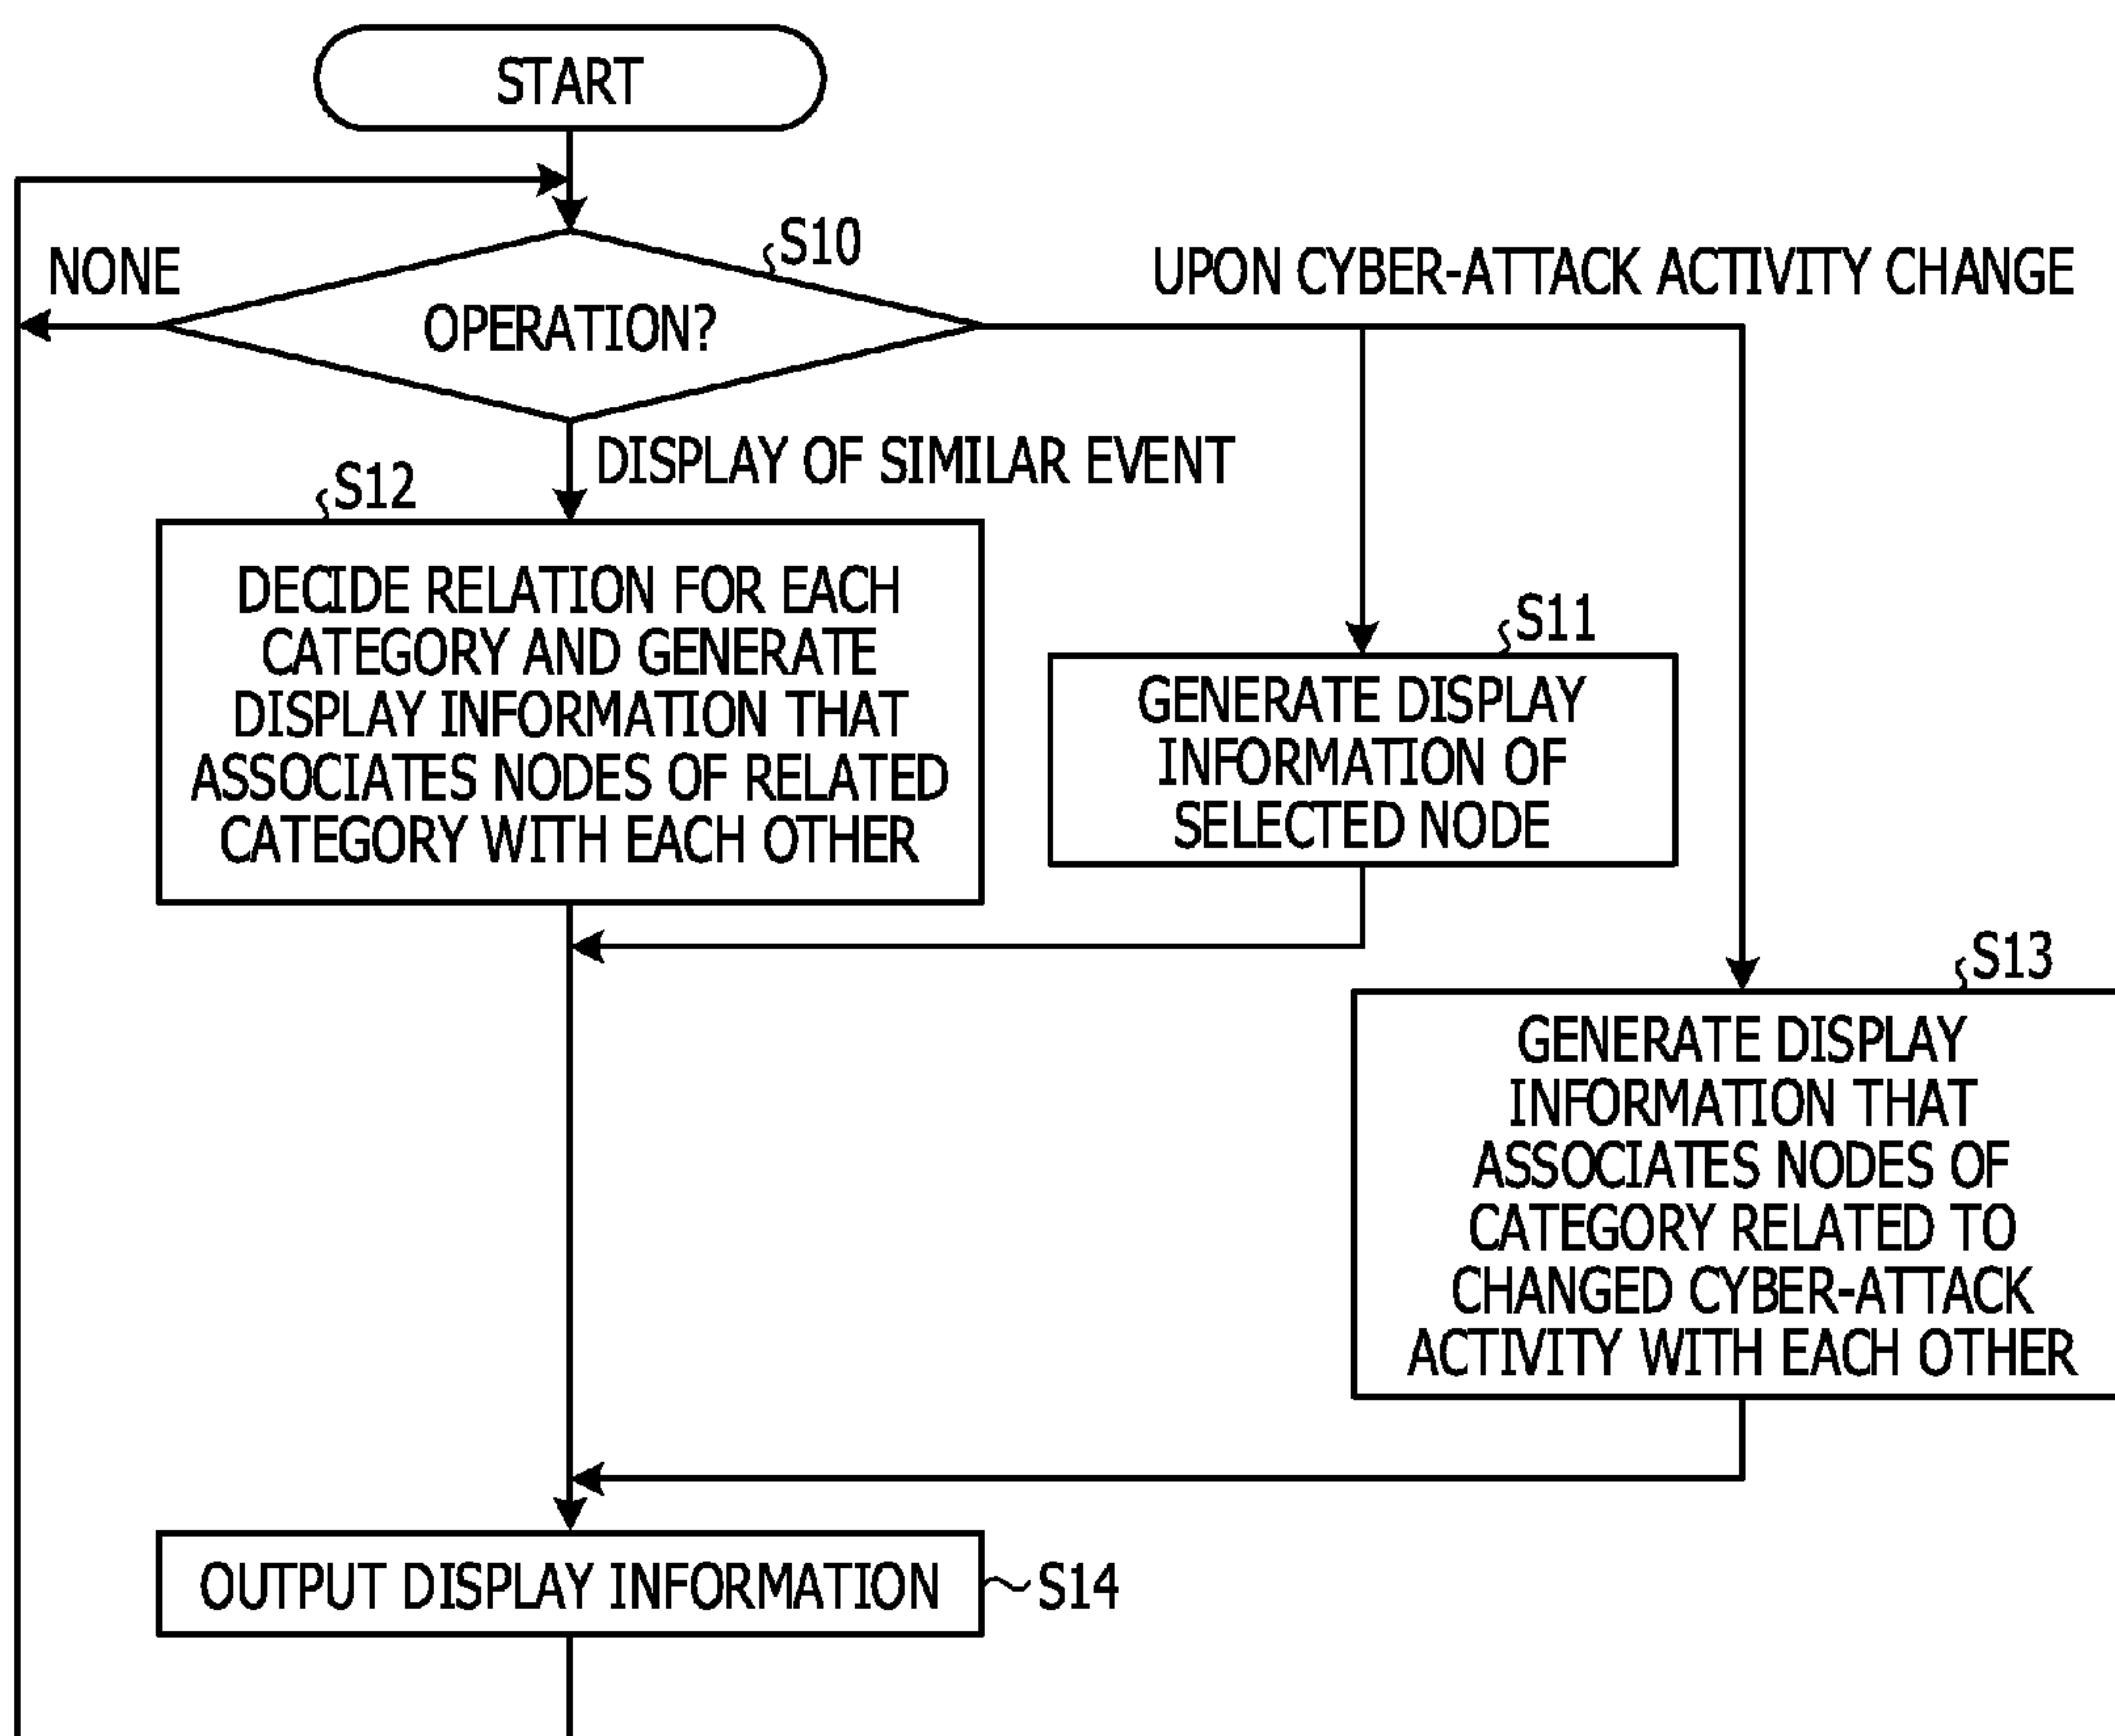 START
S10
NONE
UPON CYBER-ATTACK ACTIVITY CHANGE
OPERATION?
DISPLAY OF SIMILAR EVENT
S12
DECIDE RELATION FOR EACH
CATEGORY AND GENERATE
DISPLAY INFORMATION THAT
ASSOCIATES NODES OF RELATED
CATEGORY WITH EACH OTHER
S11
GENERATE DISPLAY
INFORMATION OF
SELECTED NODE
S13
GENERATE DISPLAY
INFORMATION THAT
ASSOCIATES NODES OF
CATEGORY RELATED TO
CHANGED CYBER-ATTACK
ACTIVITY WITH EACH OTHER
OUTPUT DISPLAY INFORMATION
S14